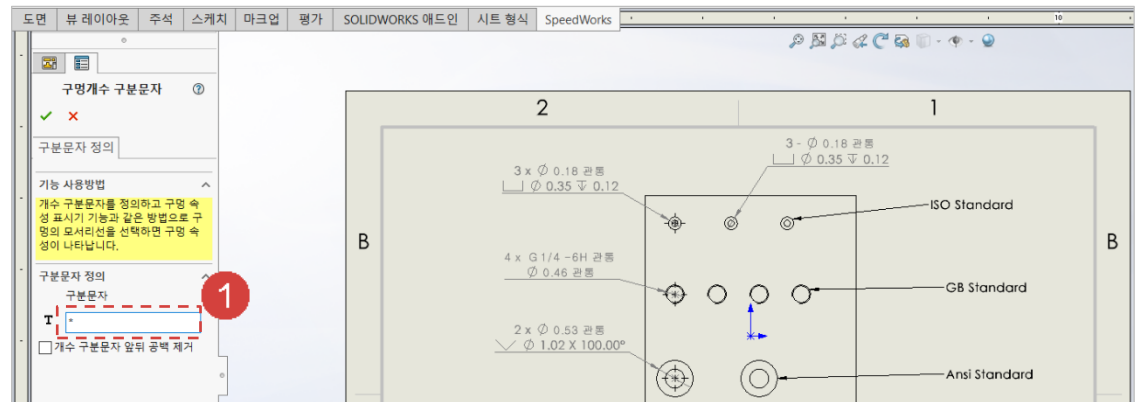 도면 뷰 레이아웃 주석 스케치 마크업 평가 SOLIDWORKS 애드인 시트 형식 SpeedWorks
10
구멍개수 구분문자
구분문자 정의
기능 사용방법
개수 구분문자를 정의하고 구멍 속
성 표시기 기능과 같은 방법으로 구
멍의 모서리선을 선택하면 구멍 속
성이 나타납니다.
구분문자 정의
구분문자
T *
개수 구분문자 앞뒤 공백 제거
1
2 1
3 x ∅ 0.18 관통
⌴ ∅ 0.35 ↧ 0.12
3 - ∅ 0.18 관통
⌴ ∅ 0.35 ↧ 0.12
ISO Standard
B B
4 x G1/4 -6H 관통
∅ 0.46 관통
GB Standard
2 x ∅ 0.53 관통
⌵ ∅ 1.02 X 100.00°
Ansi Standard